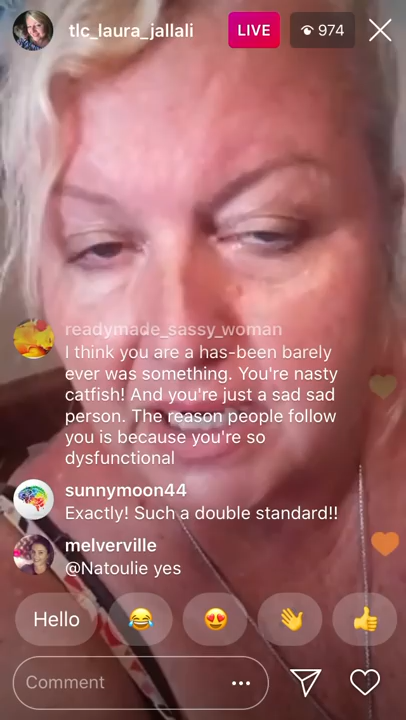 tlc_laura_jallali LIVE 974
readymade_sassy_woman
I think you are a has-been barely
ever was something. You're nasty
catfish! And you're just a sad sad
person. The reason people follow
you is because you're so
dysfunctional
sunnymoon44
Exactly! Such a double standard!!
melverville
@Natoulie yes
Hello
Comment